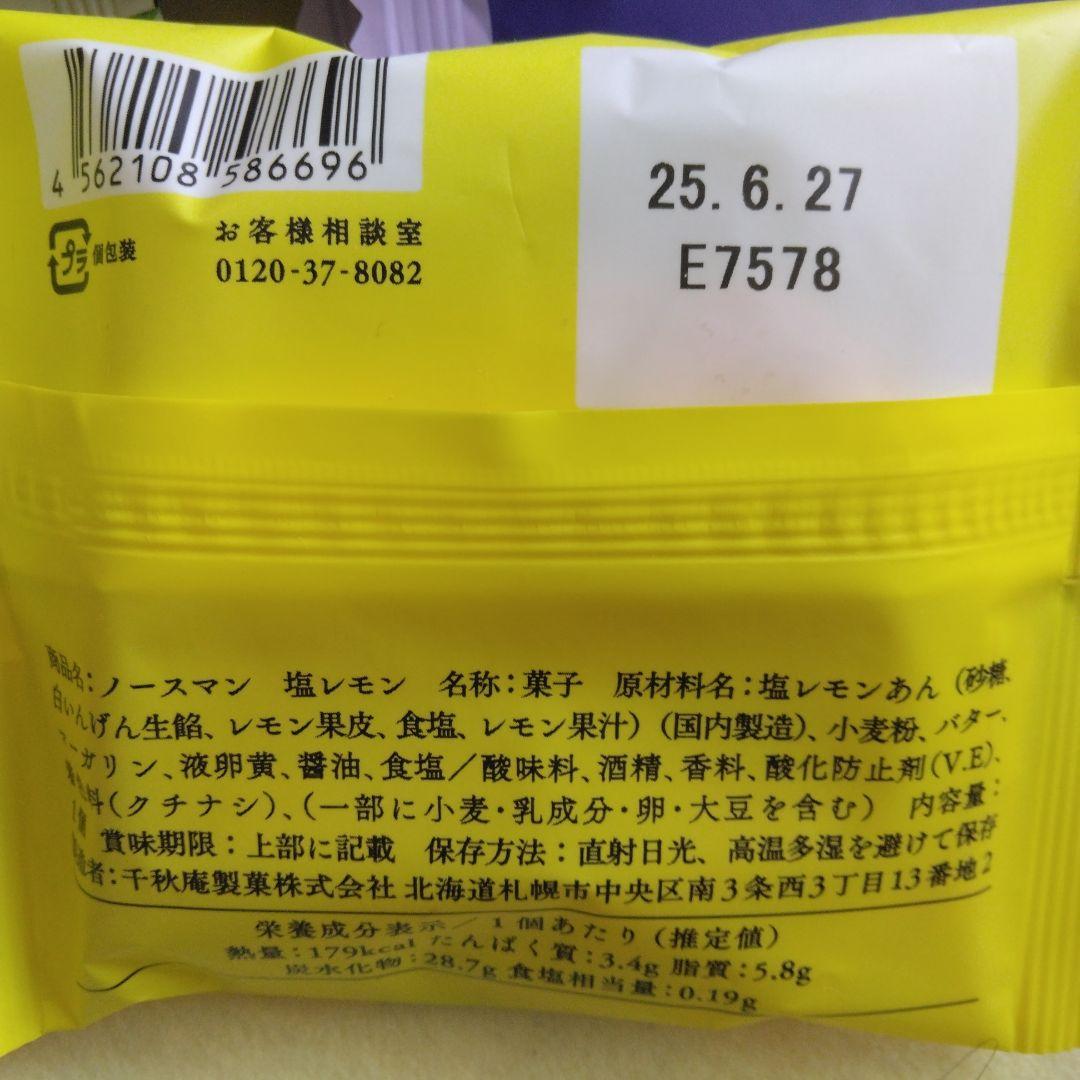 4 562108 586696
25. 6. 27
E7578
プラ 個包装
お客様相談室
0120-37-8082
商品名:ノースマン 塩レモン 名称:菓子 原材料名:塩レモンあん(砂糖、
白いんげん生餡、レモン果皮、食塩、レモン果汁)(国内製造)、小麦粉、バター、
マーガリン、液卵黄、醤油、食塩/酸味料、酒精、香料、酸化防止剤(V.E)、
着色料(クチナシ)、(一部に小麦・乳成分・卵・大豆を含む) 内容量:
1個 賞味期限:上部に記載 保存方法:直射日光、高温多湿を避けて保存
製造者:千秋庵製菓株式会社 北海道札幌市中央区南3条西3丁目13番地2
栄養成分表示/1個あたり(推定値)
熱量:179kcal たんぱく質:3.4g 脂質:5.8g
炭水化物:28.7g 食塩相当量:0.19g